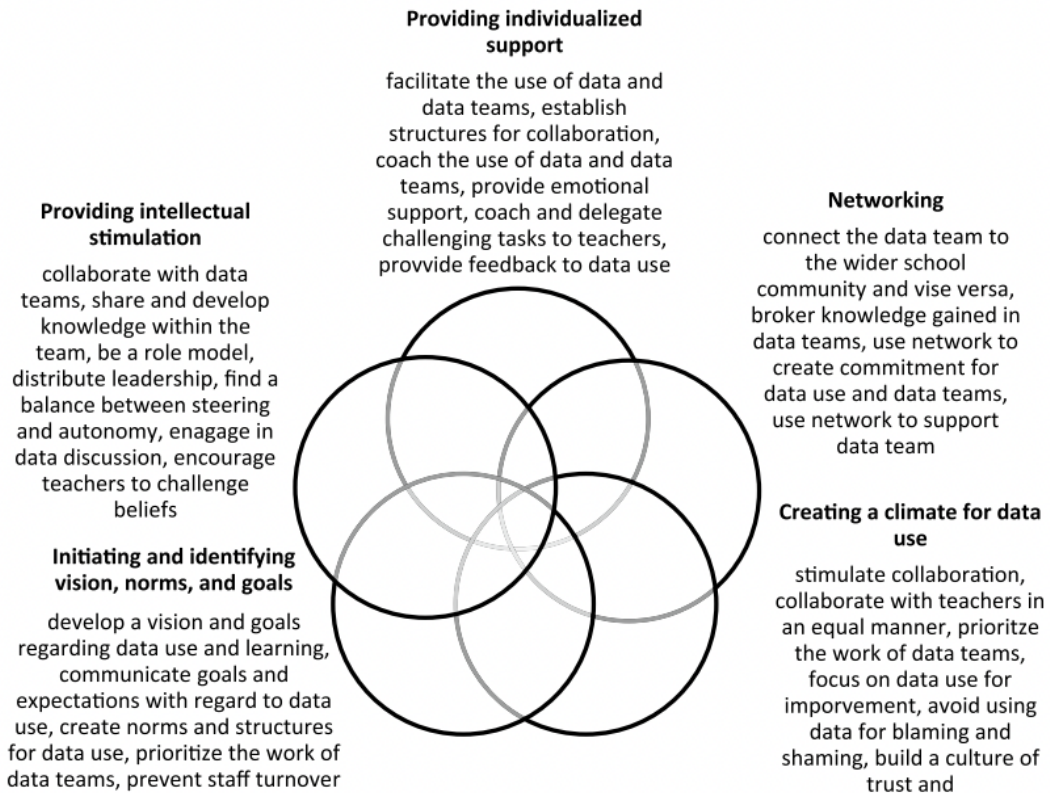 Providing individualized
support
facilitate the use of data and
data teams, establish
structures for collaboration,
coach the use of data and data
teams, provide emotional
support, coach and delegate
challenging tasks to teachers,
provvide feedback to data use
Providing intellectual
stimulation
collaborate with data
teams, share and develop
knowledge within the
team, be a role model,
distribute leadership, find a
balance between steering
and autonomy, enagage in
data discussion, encourage
teachers to challenge
beliefs
Networking
connect the data team to
the wider school
community and vise versa,
broker knowledge gained in
data teams, use network to
create commitment for
data use and data teams,
use network to support
data team
Initiating and identifying
vision, norms, and goals
develop a vision and goals
regarding data use and learning,
communicate goals and
expectations with regard to data
use, create norms and structures
for data use, prioritize the work of
data teams, prevent staff turnover
Creating a climate for data
use
stimulate collaboration,
collaborate with teachers in
an equal manner, prioritze
the work of data teams,
focus on data use for
imporvement, avoid using
data for blaming and
shaming, build a culture of
trust and